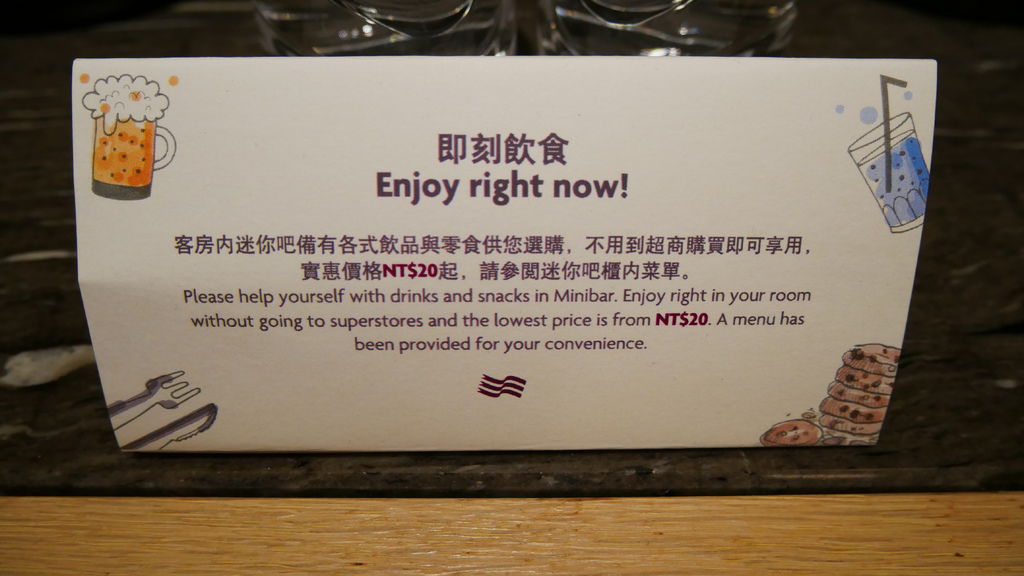 即刻飲食
Enjoy right now!
客房内迷你吧備有各式飲品與零食供您選購，不用到超商購買即可享用，
實惠價格NT$20起，請參閲迷你吧櫃内菜單。
Please help yourself with drinks and snacks in Minibar. Enjoy right in your room
without going to superstores and the lowest price is from NT$20. A menu has
been provided for your convenience.